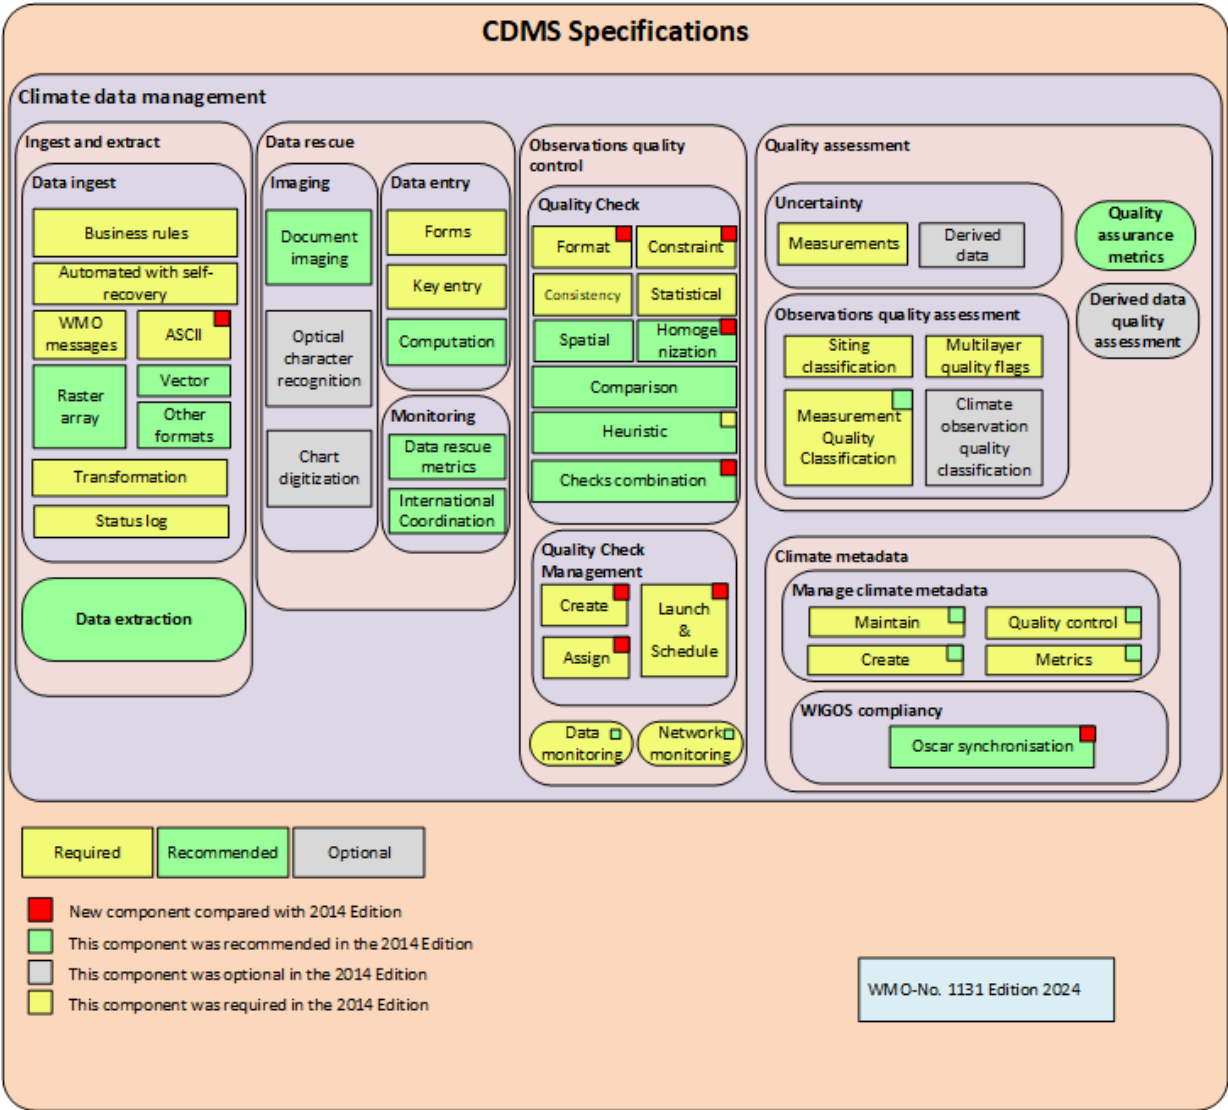 CDMS Specifications
Climate data management
Ingest and extract
Data ingest
Business rules
Automated with self-
recovery
WMO
messages
ASCII
Raster
array
Vector
Other
formats
Transformation
Status log
Data extraction
Data rescue
Imaging
Document
imaging
Optical
character
recognition
Chart
digitization
Data entry
Forms
Key entry
Computation
Monitoring
Data rescue
metrics
International
Coordination
Observations quality
control
Quality Check
Format
Constraint
Consistency
Statistical
Spatial
Homoge
nization
Comparison
Heuristic
Checks combination
Quality Check
Management
Create
Assign
Launch
&
Schedule
Data
monitoring
Network
monitoring
Quality assessment
Uncertainty
Measurements
Derived
data
Quality
assurance
metrics
Derived data
quality
assessment
Observations quality assessment
Siting
classification
Multilayer
quality flags
Measurement
Quality
Classification
Climate
observation
quality
classification
Climate metadata
Manage climate metadata
Maintain
Quality control
Create
Metrics
WIGOS compliancy
Oscar synchronisation
Required
Recommended
Optional
New component compared with 2014 Edition
This component was recommended in the 2014 Edition
This component was optional in the 2014 Edition
This component was required in the 2014 Edition
WMO-No. 1131 Edition 2024